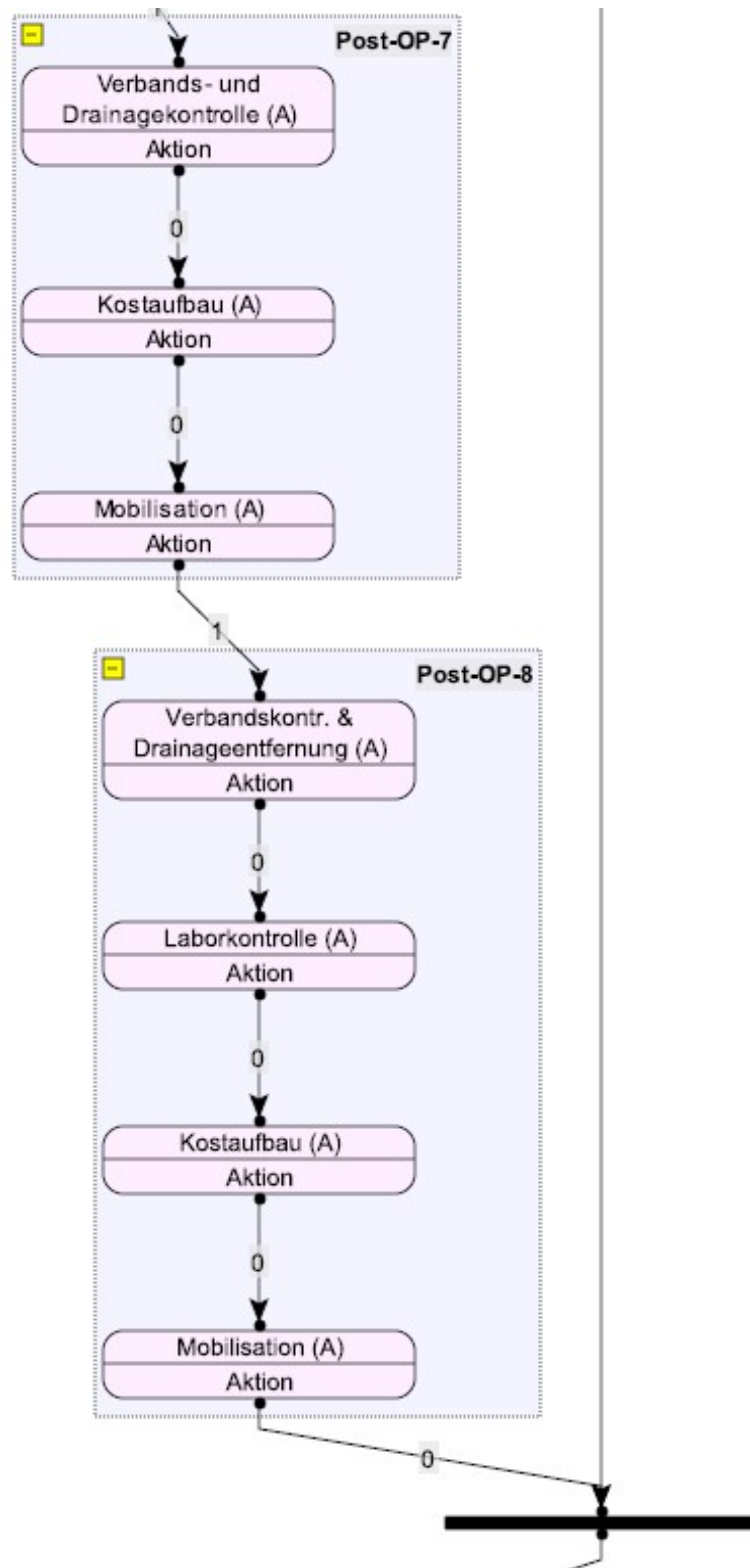 Post-OP-7
Verbands- und
Drainagekontrolle (A)
Aktion
0
Kostaufbau (A)
Aktion
0
Mobilisation (A)
Aktion
1
Post-OP-8
Verbandskontr. &
Drainageentfernung (A)
Aktion
0
Laborkontrolle (A)
Aktion
0
Kostaufbau (A)
Aktion
0
Mobilisation (A)
Aktion
0